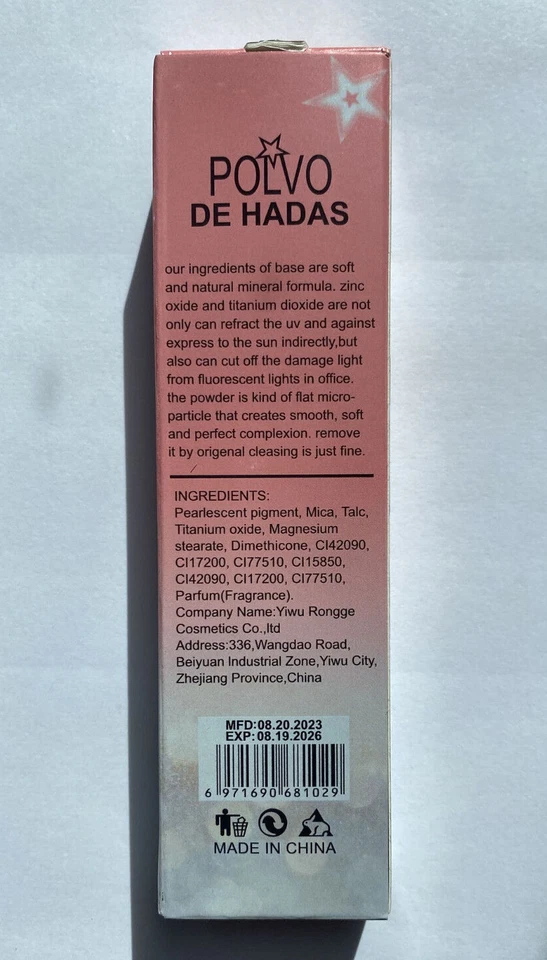 POLVO
DE HADAS
our ingredients of base are soft
and natural mineral formula. zinc
oxide and titanium dioxide are not
only can refract the uv and against
express to the sun indirectly,but
also can cut off the damage light
from fluorescent lights in office.
the powder is kind of flat micro-
particle that creates smooth, soft
and perfect complexion. remove
it by origenal cleasing is just fine.
INGREDIENTS:
Pearlescent pigment, Mica, Talc,
Titanium oxide, Magnesium
stearate, Dimethicone, CI42090,
CI17200, CI77510, CI15850,
CI42090, CI17200, CI77510,
Parfum(Fragrance).
Company Name:Yiwu Rongge
Cosmetics Co.,ltd
Address:336,Wangdao Road,
Beiyuan Industrial Zone,Yiwu City,
Zhejiang Province,China
MFD:08.20.2023
EXP:08.19.2026
6 971690 681029
MADE IN CHINA